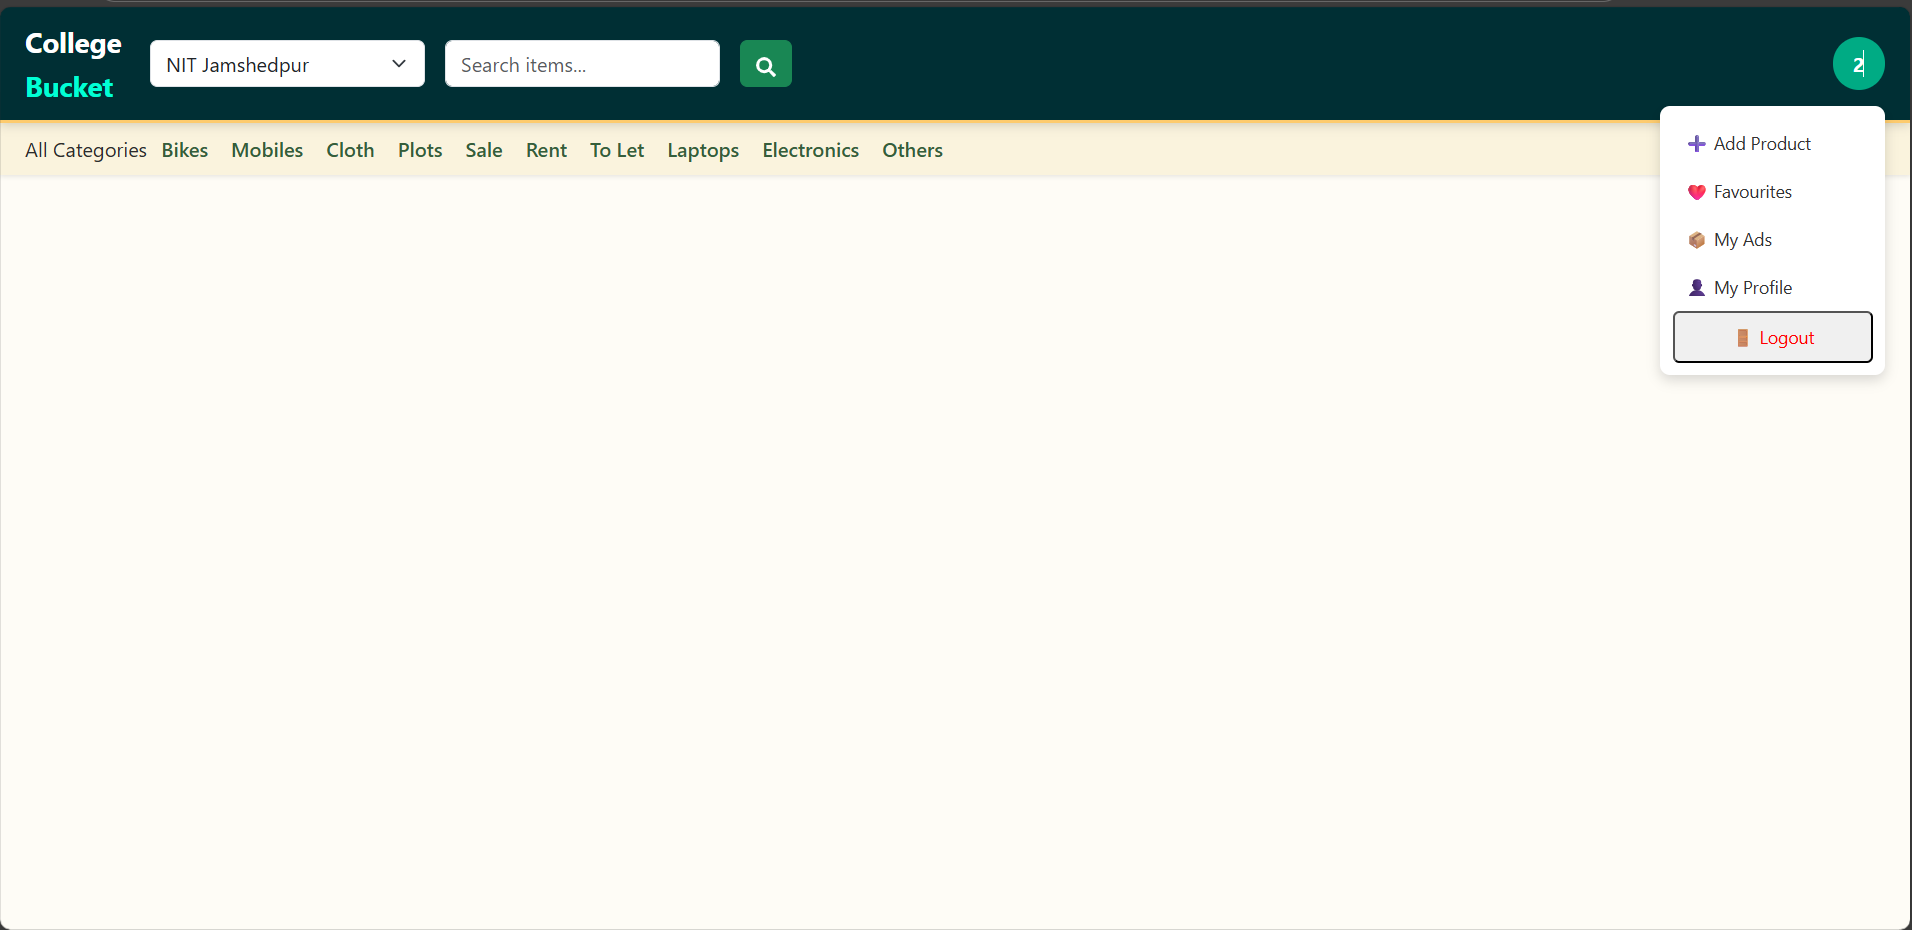 College
Bucket
NIT Jamshedpur
Search items...
2
All Categories Bikes Mobiles Cloth Plots Sale Rent To Let Laptops Electronics Others
Add Product
Favourites
My Ads
My Profile
Logout